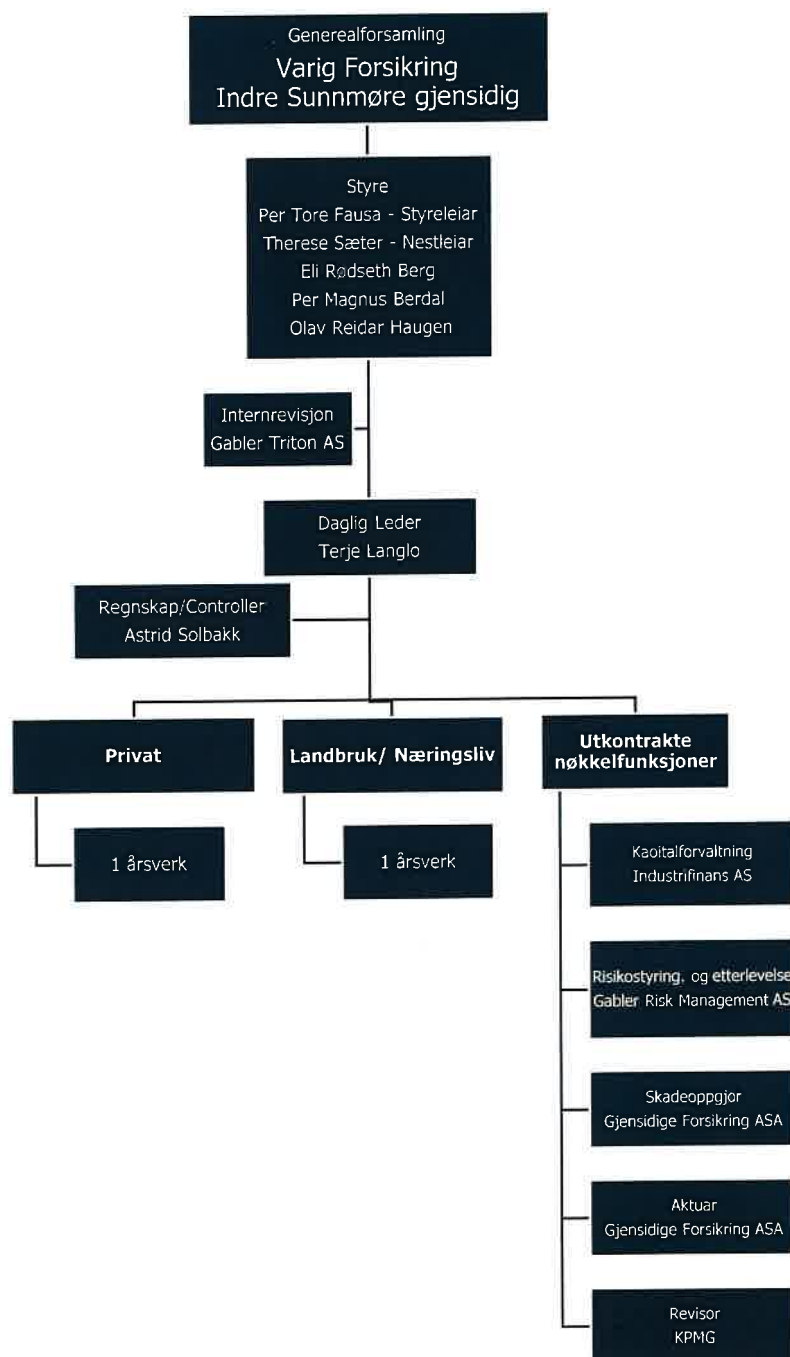 Generealforsamling
Varig Forsikring
Indre Sunnmøre gjensidig
Styre
Per Tore Fausa - Styreleiar
Therese Sæter - Nestleiar
Eli Rødseth Berg
Per Magnus Berdal
Olav Reidar Haugen
Internrevisjon
Gabler Triton AS
Daglig Leder
Terje Langlo
Regnskap/Controller
Astrid Solbakk
Privat
Landbruk/ Næringsliv
Utkontrakte
nøkkelfunksjoner
1 årsverk
1 årsverk
Kaoitalforvaltning
Industrifinans AS
Risikostyring, og etterlevelse
Gabler Risk Management AS
Skadeoppgjør
Gjensidige Forsikring ASA
Aktuar
Gjensidige Forsikring ASA
Revisor
KPMG